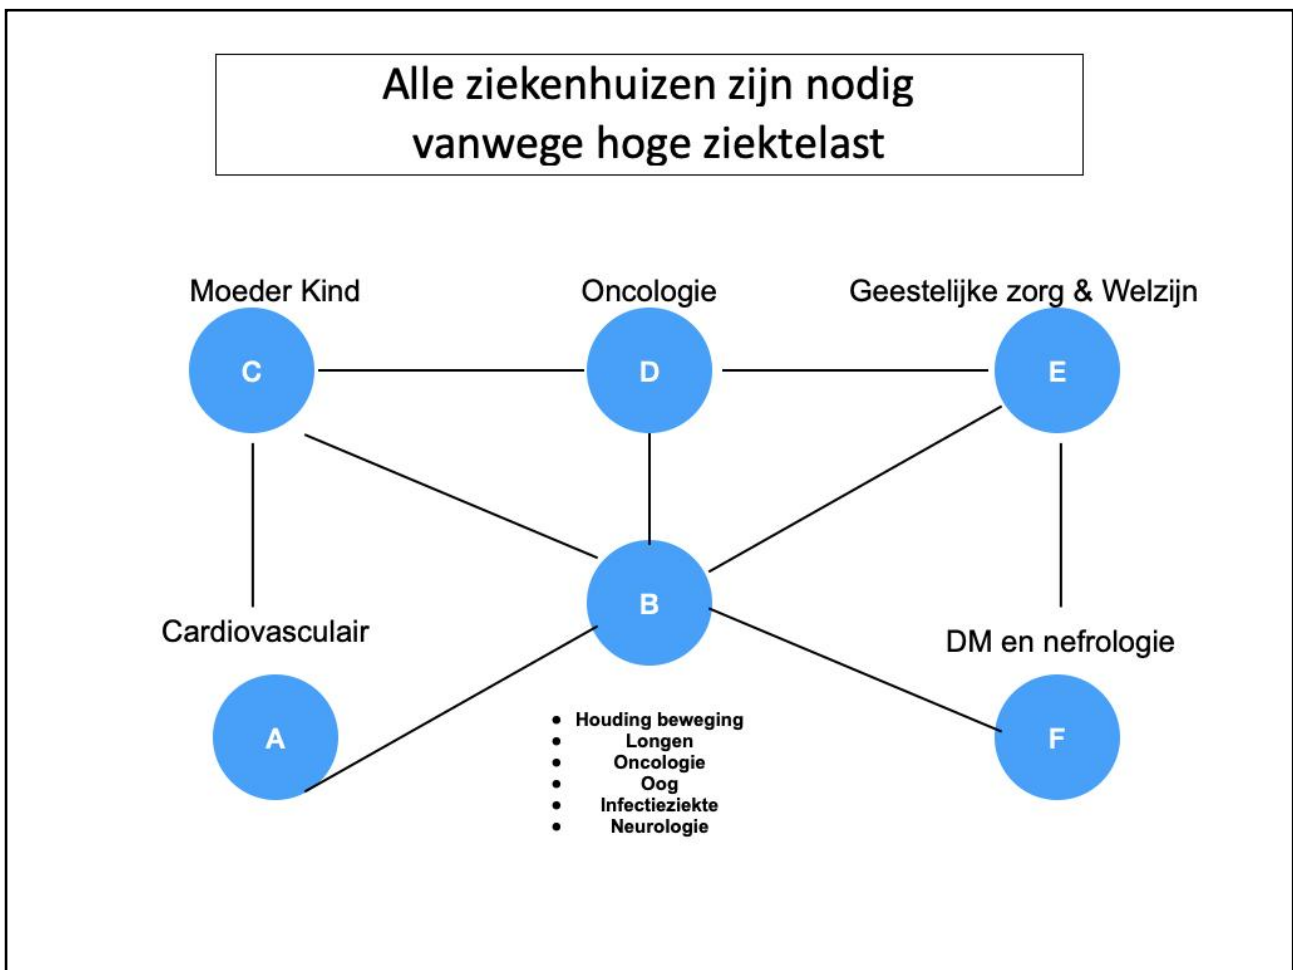 Alle ziekenhuizen zijn nodig
vanwege hoge ziektelast
Moeder Kind
Oncologie
Geestelijke zorg & Welzijn
C
D
E
B
Cardiovasculair
DM en nefrologie
A
F
• Houding beweging
• Longen
• Oncologie
• Oog
• Infectieziekte
• Neurologie